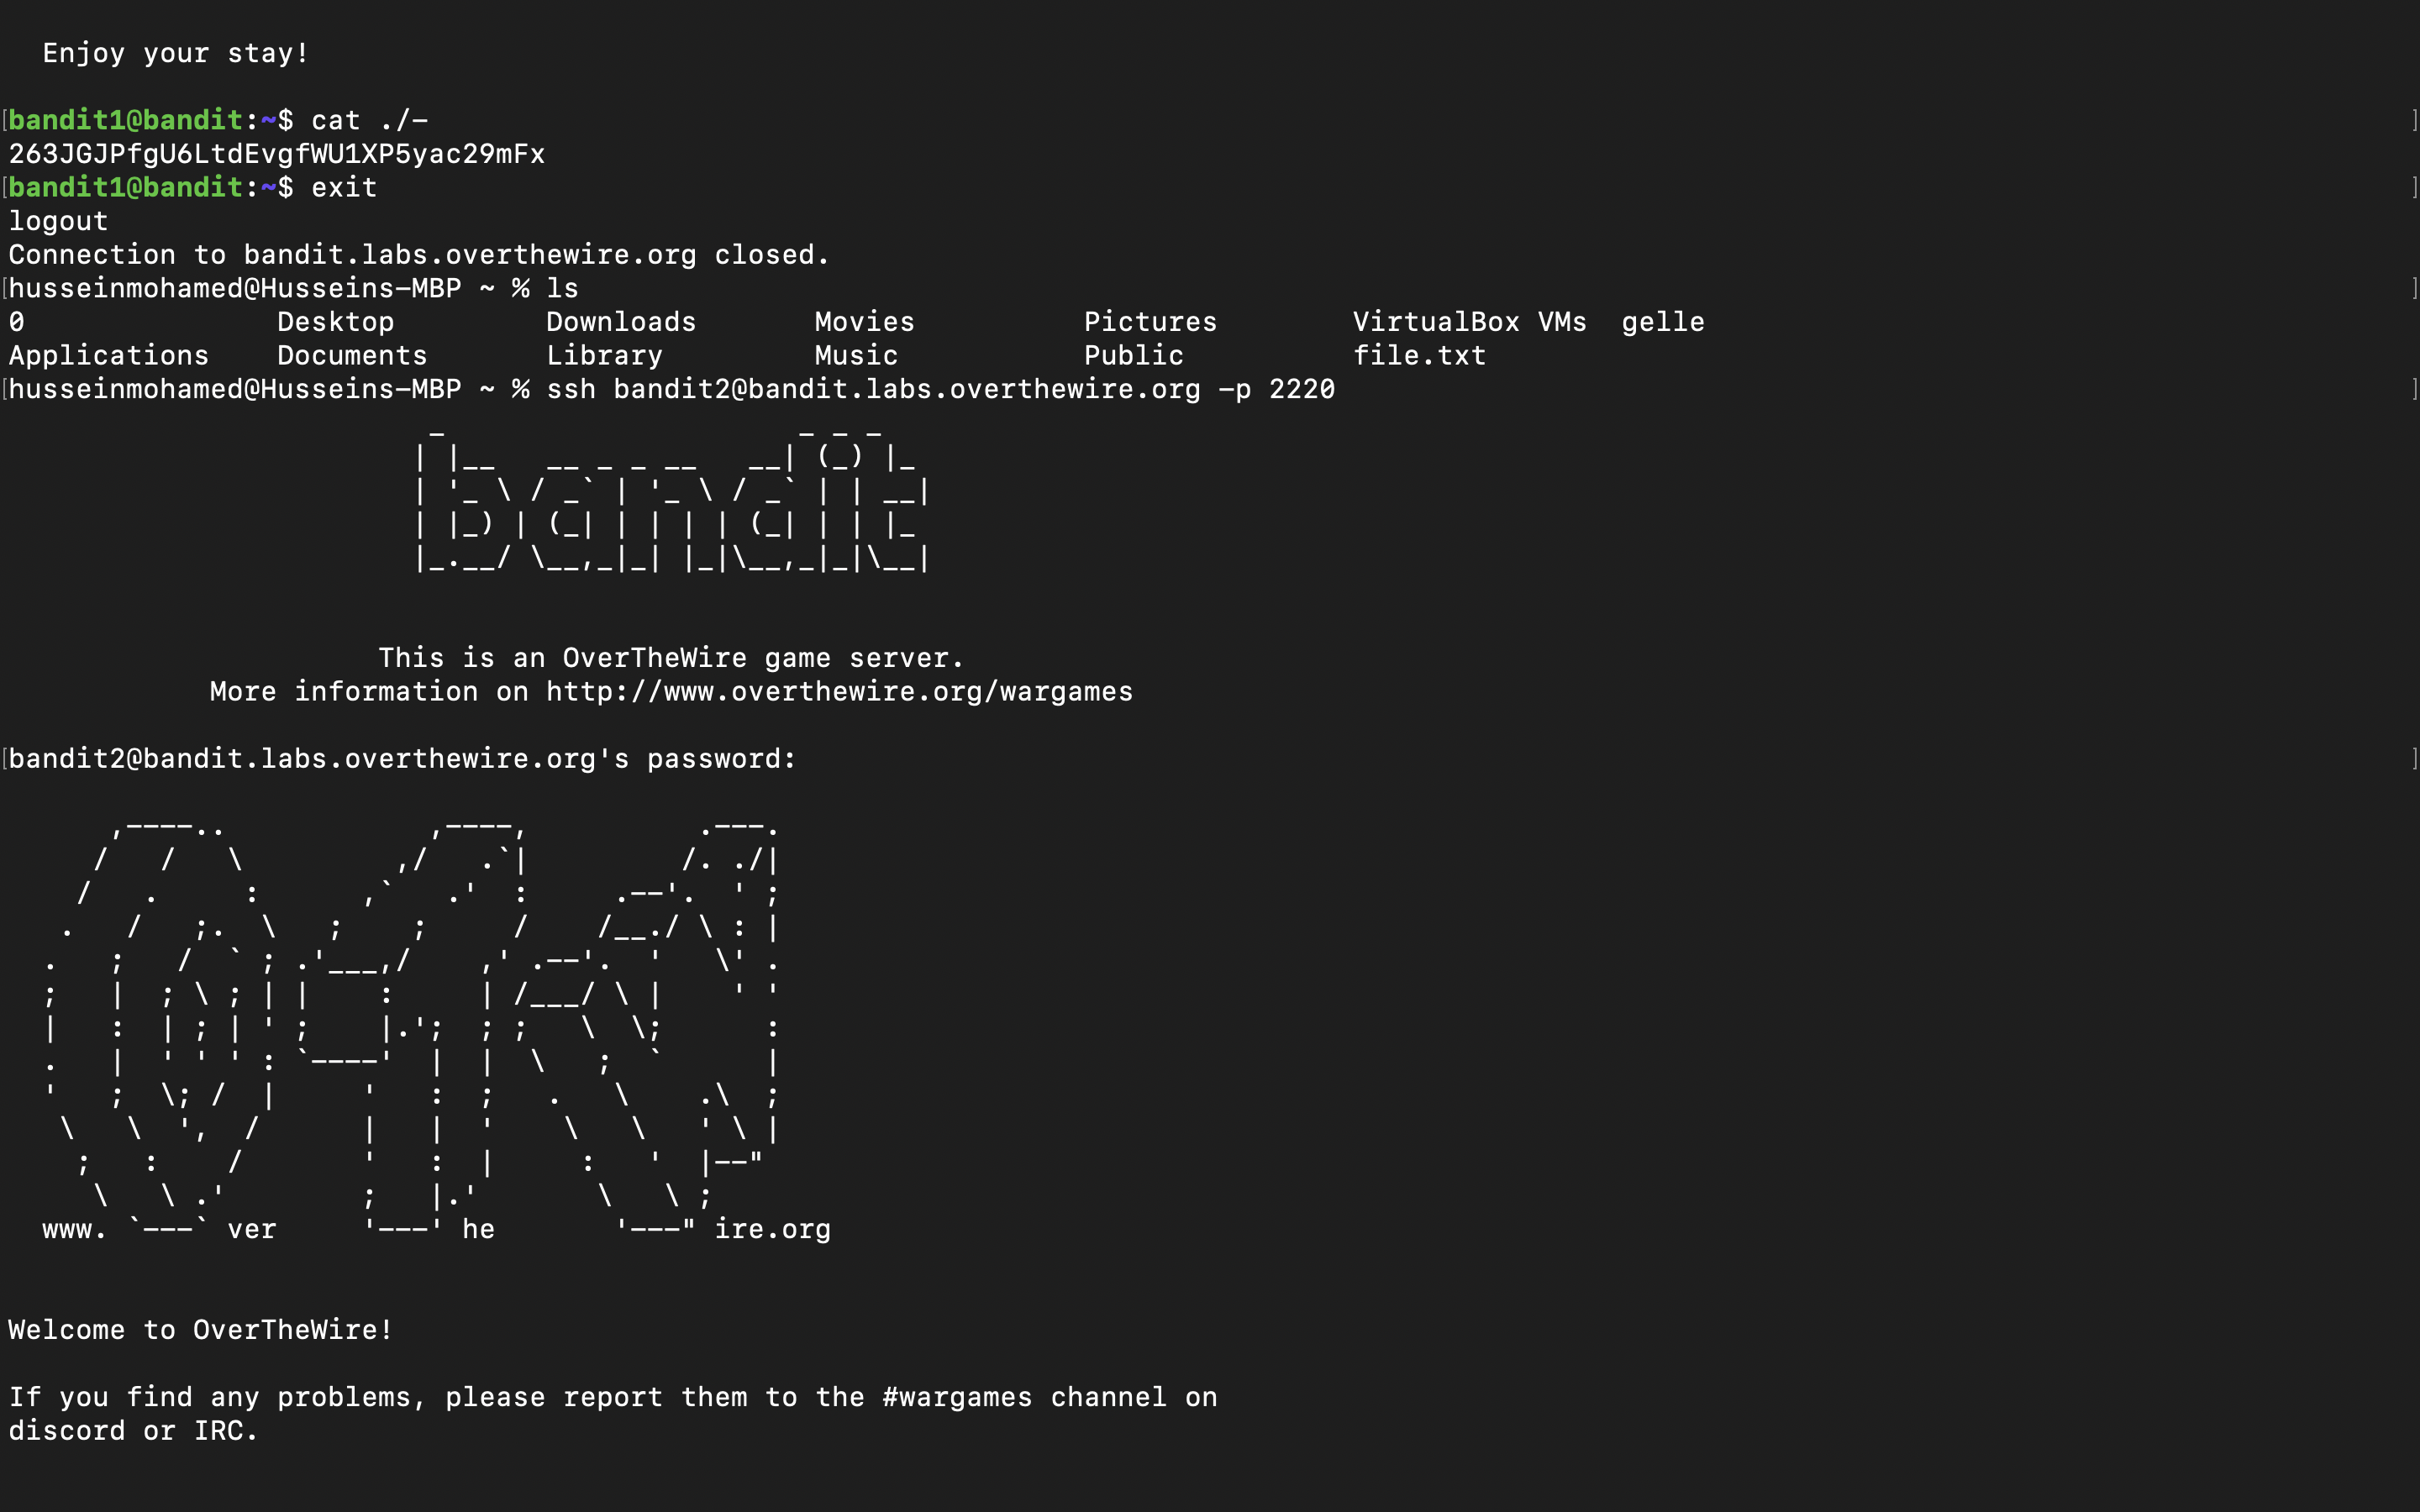 Enjoy your stay!
bandit1@bandit:~$ cat ./-
263JGJPfgU6LtdEvgfWU1XP5yac29mFx
bandit1@bandit:~$ exit
logout
Connection to bandit.labs.overthewire.org closed.
husseinmohamed@Husseins-MBP ~ % ls
0 Desktop Downloads Movies Pictures VirtualBox VMs gelle
Applications Documents Library Music Public file.txt
husseinmohamed@Husseins-MBP ~ % ssh bandit2@bandit.labs.overthewire.org -p 2220
bandit
This is an OverTheWire game server.
More information on http://www.overthewire.org/wargames
bandit2@bandit.labs.overthewire.org's password:
www. ver he ire.org
Welcome to OverTheWire!
If you find any problems, please report them to the #wargames channel on
discord or IRC.